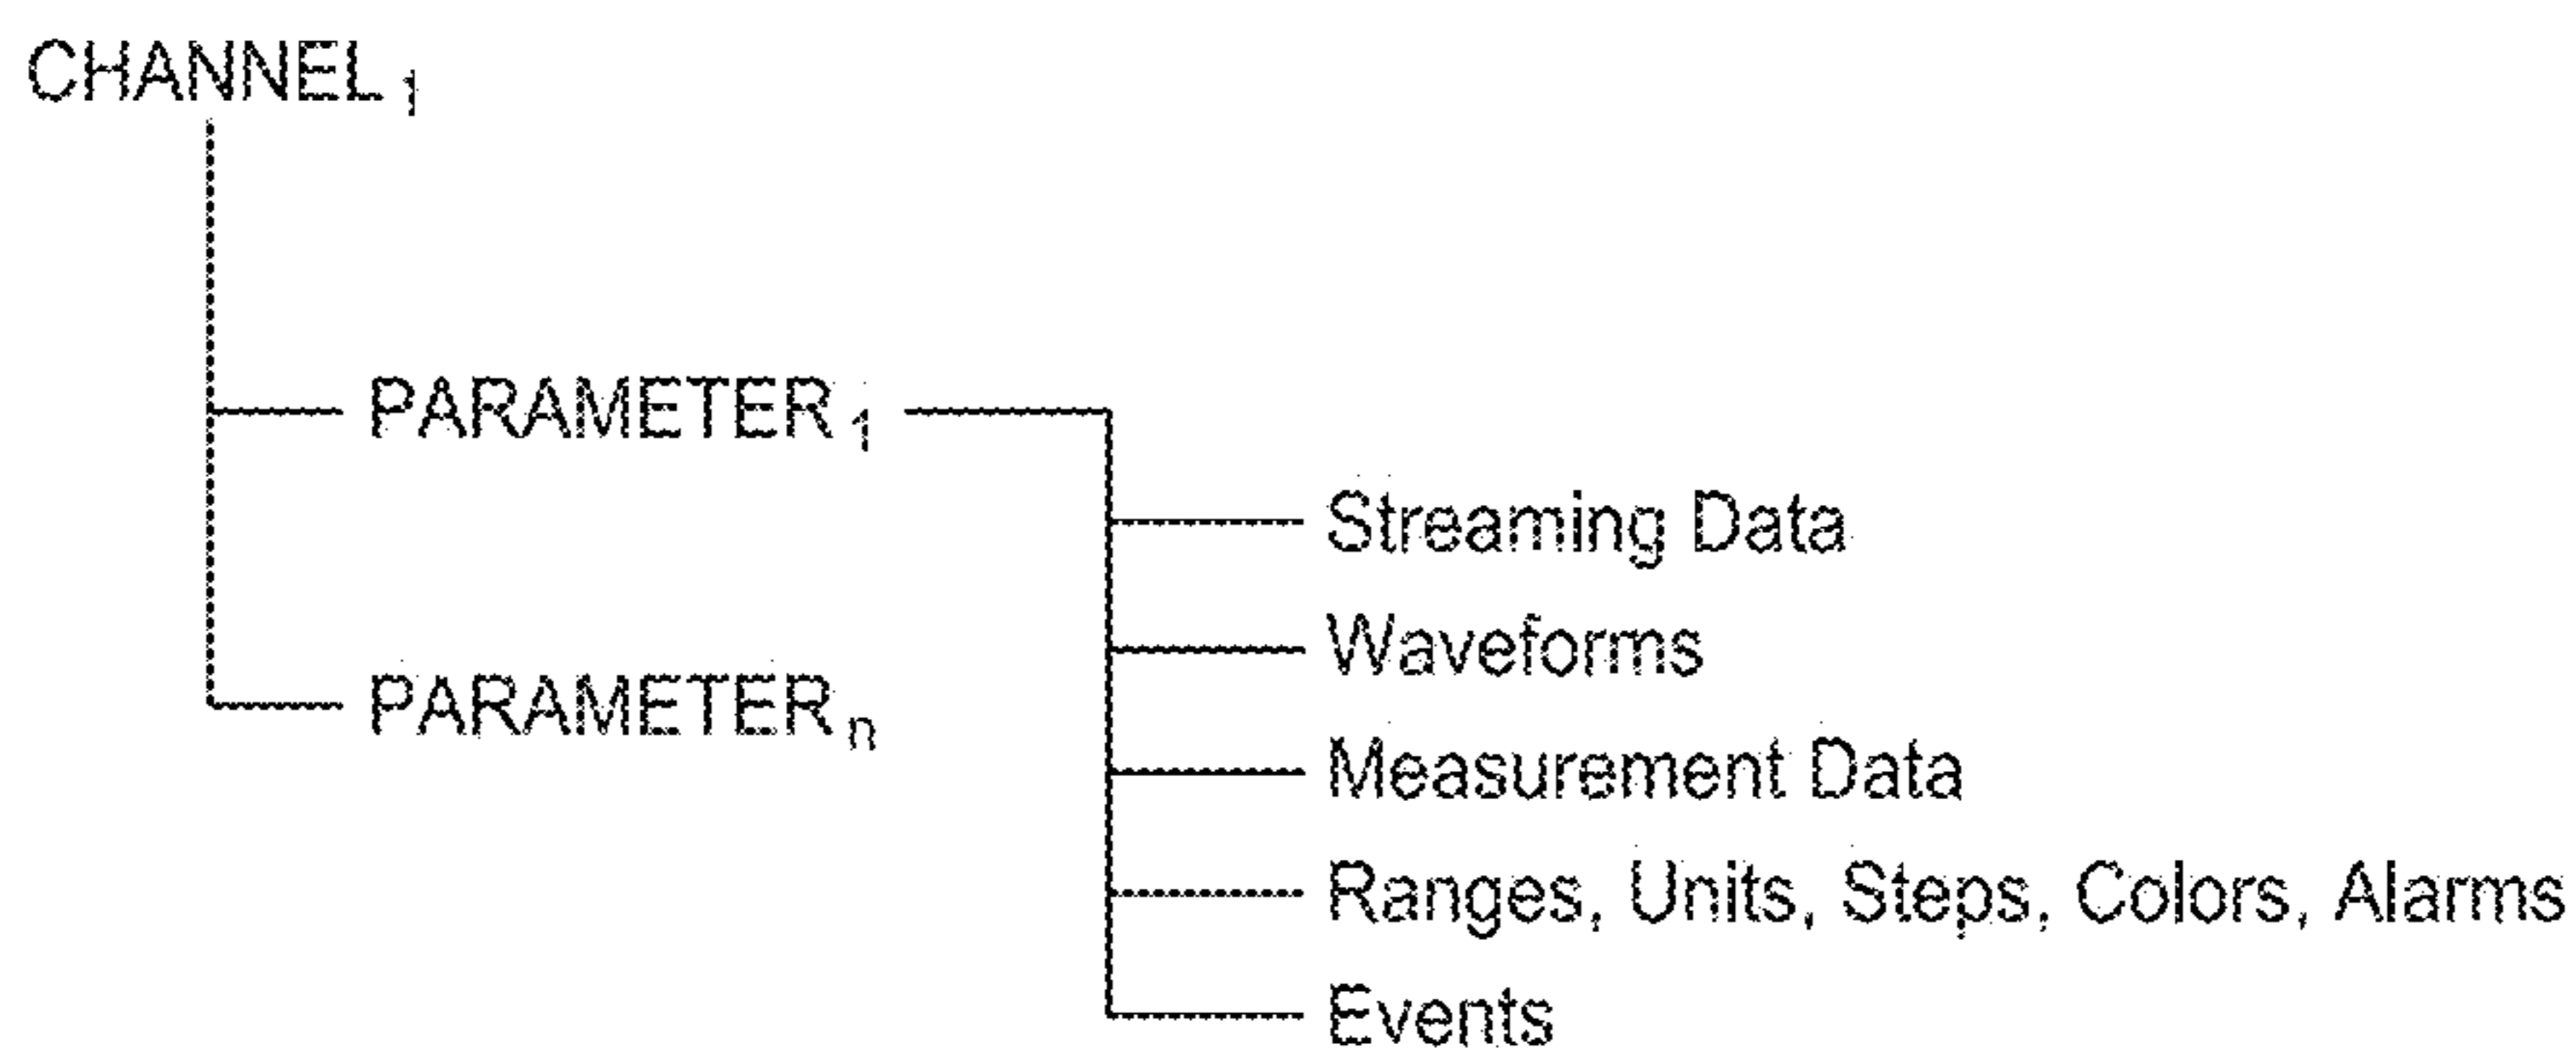 CHANNEL 1
PARAMETER 1
Streaming Data
Waveforms
PARAMETER n
Measurement Data
Ranges, Units, Steps, Colors, Alarms
Events